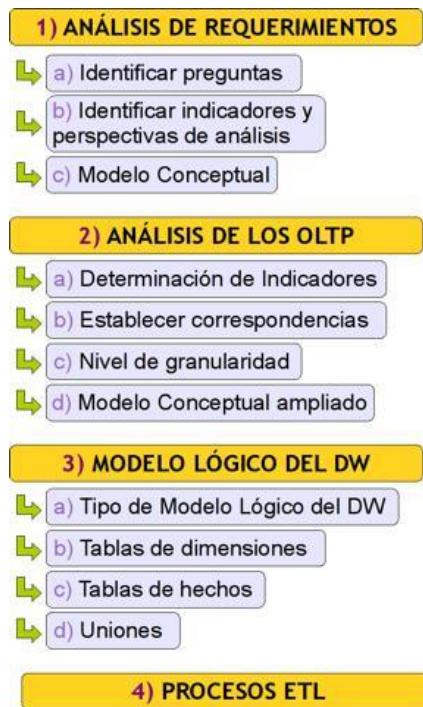 1) ANÁLISIS DE REQUERIMIENTOS
a) Identificar preguntas
b) Identificar indicadores y
perspectivas de análisis
c) Modelo Conceptual
2) ANÁLISIS DE LOS OLTP
a) Determinación de Indicadores
b) Establecer correspondencias
c) Nivel de granularidad
d) Modelo Conceptual ampliado
3) MODELO LÓGICO DEL DW
a) Tipo de Modelo Lógico del DW
b) Tablas de dimensiones
c) Tablas de hechos
d) Uniones
4) PROCESOS ETL